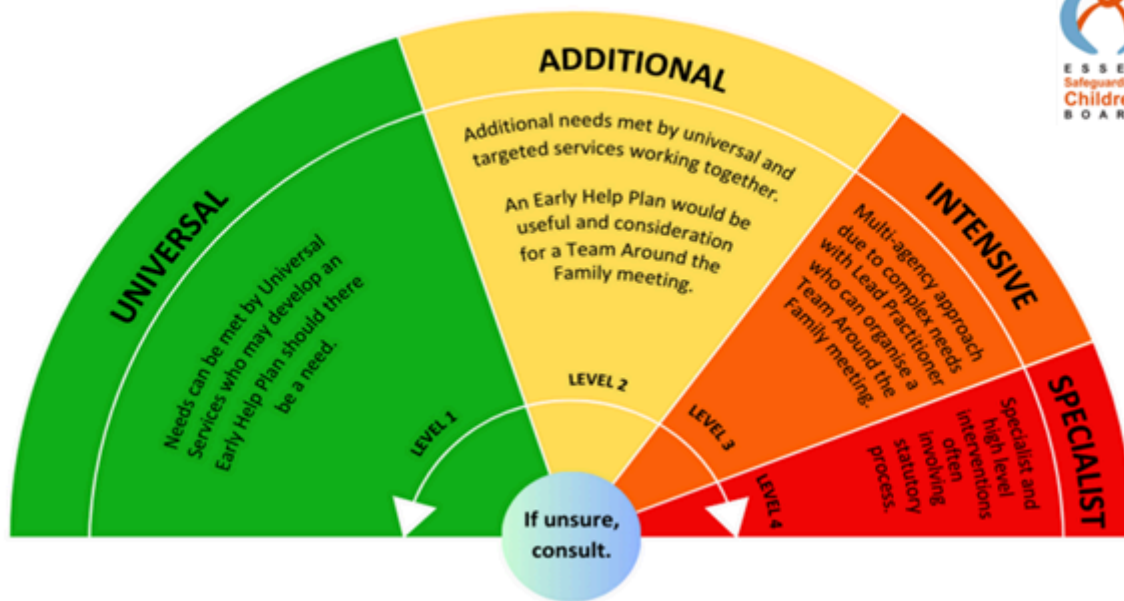 ESSE
Safeguard
Childre
BOAR
UNIVERSAL
Needs can be met by Universal
Services who may develop an
Early Help Plan should there
be a need.
LEVEL 1
ADDITIONAL
Additional needs met by universal and
targeted services working together.
An Early Help Plan would be
useful and consideration
for a Team Around the
Family meeting.
LEVEL 2
INTENSIVE
Multi-agency approach
due to complex needs
with Lead Practitioner
who can organise a
Team Around the
Family meeting.
LEVEL 3
SPECIALIST
Specialist and
high level
interventions
often
involving
statutory
process.
LEVEL 4
If unsure,
consult.